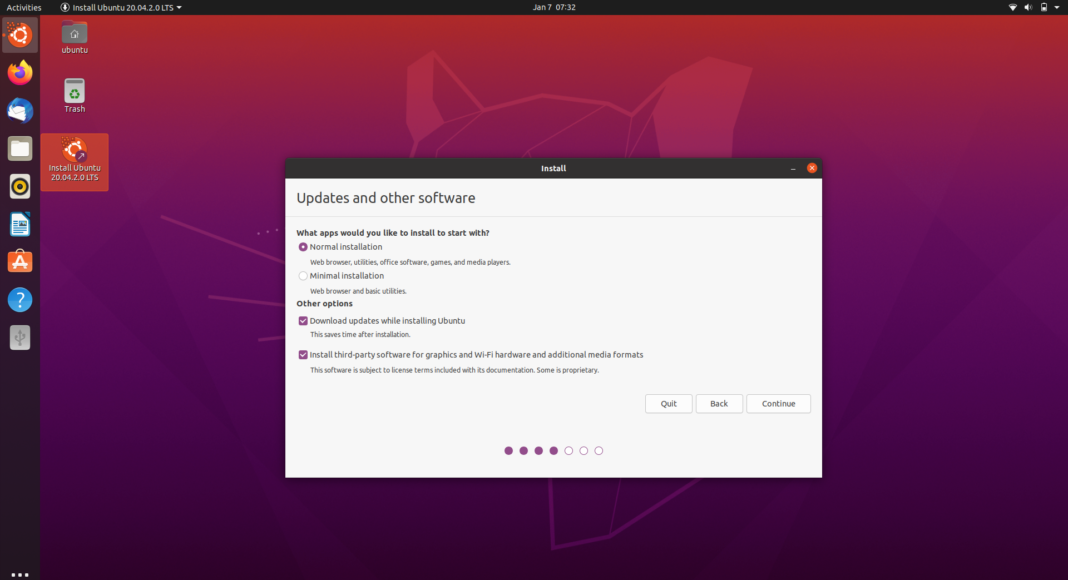 Activities
Install Ubuntu 20.04.2.0 LTS
Jan 7 07:32
ubuntu
Trash
Install Ubuntu
20.04.2.0 LTS
Install
Updates and other software
What apps would you like to install to start with?
Normal installation
Web browser, utilities, office software, games, and media players.
Minimal installation
Web browser and basic utilities.
Other options
Download updates while installing Ubuntu
This saves time after installation.
Install third-party software for graphics and Wi-Fi hardware and additional media formats
This software is subject to license terms included with its documentation. Some is proprietary.
Quit
Back
Continue